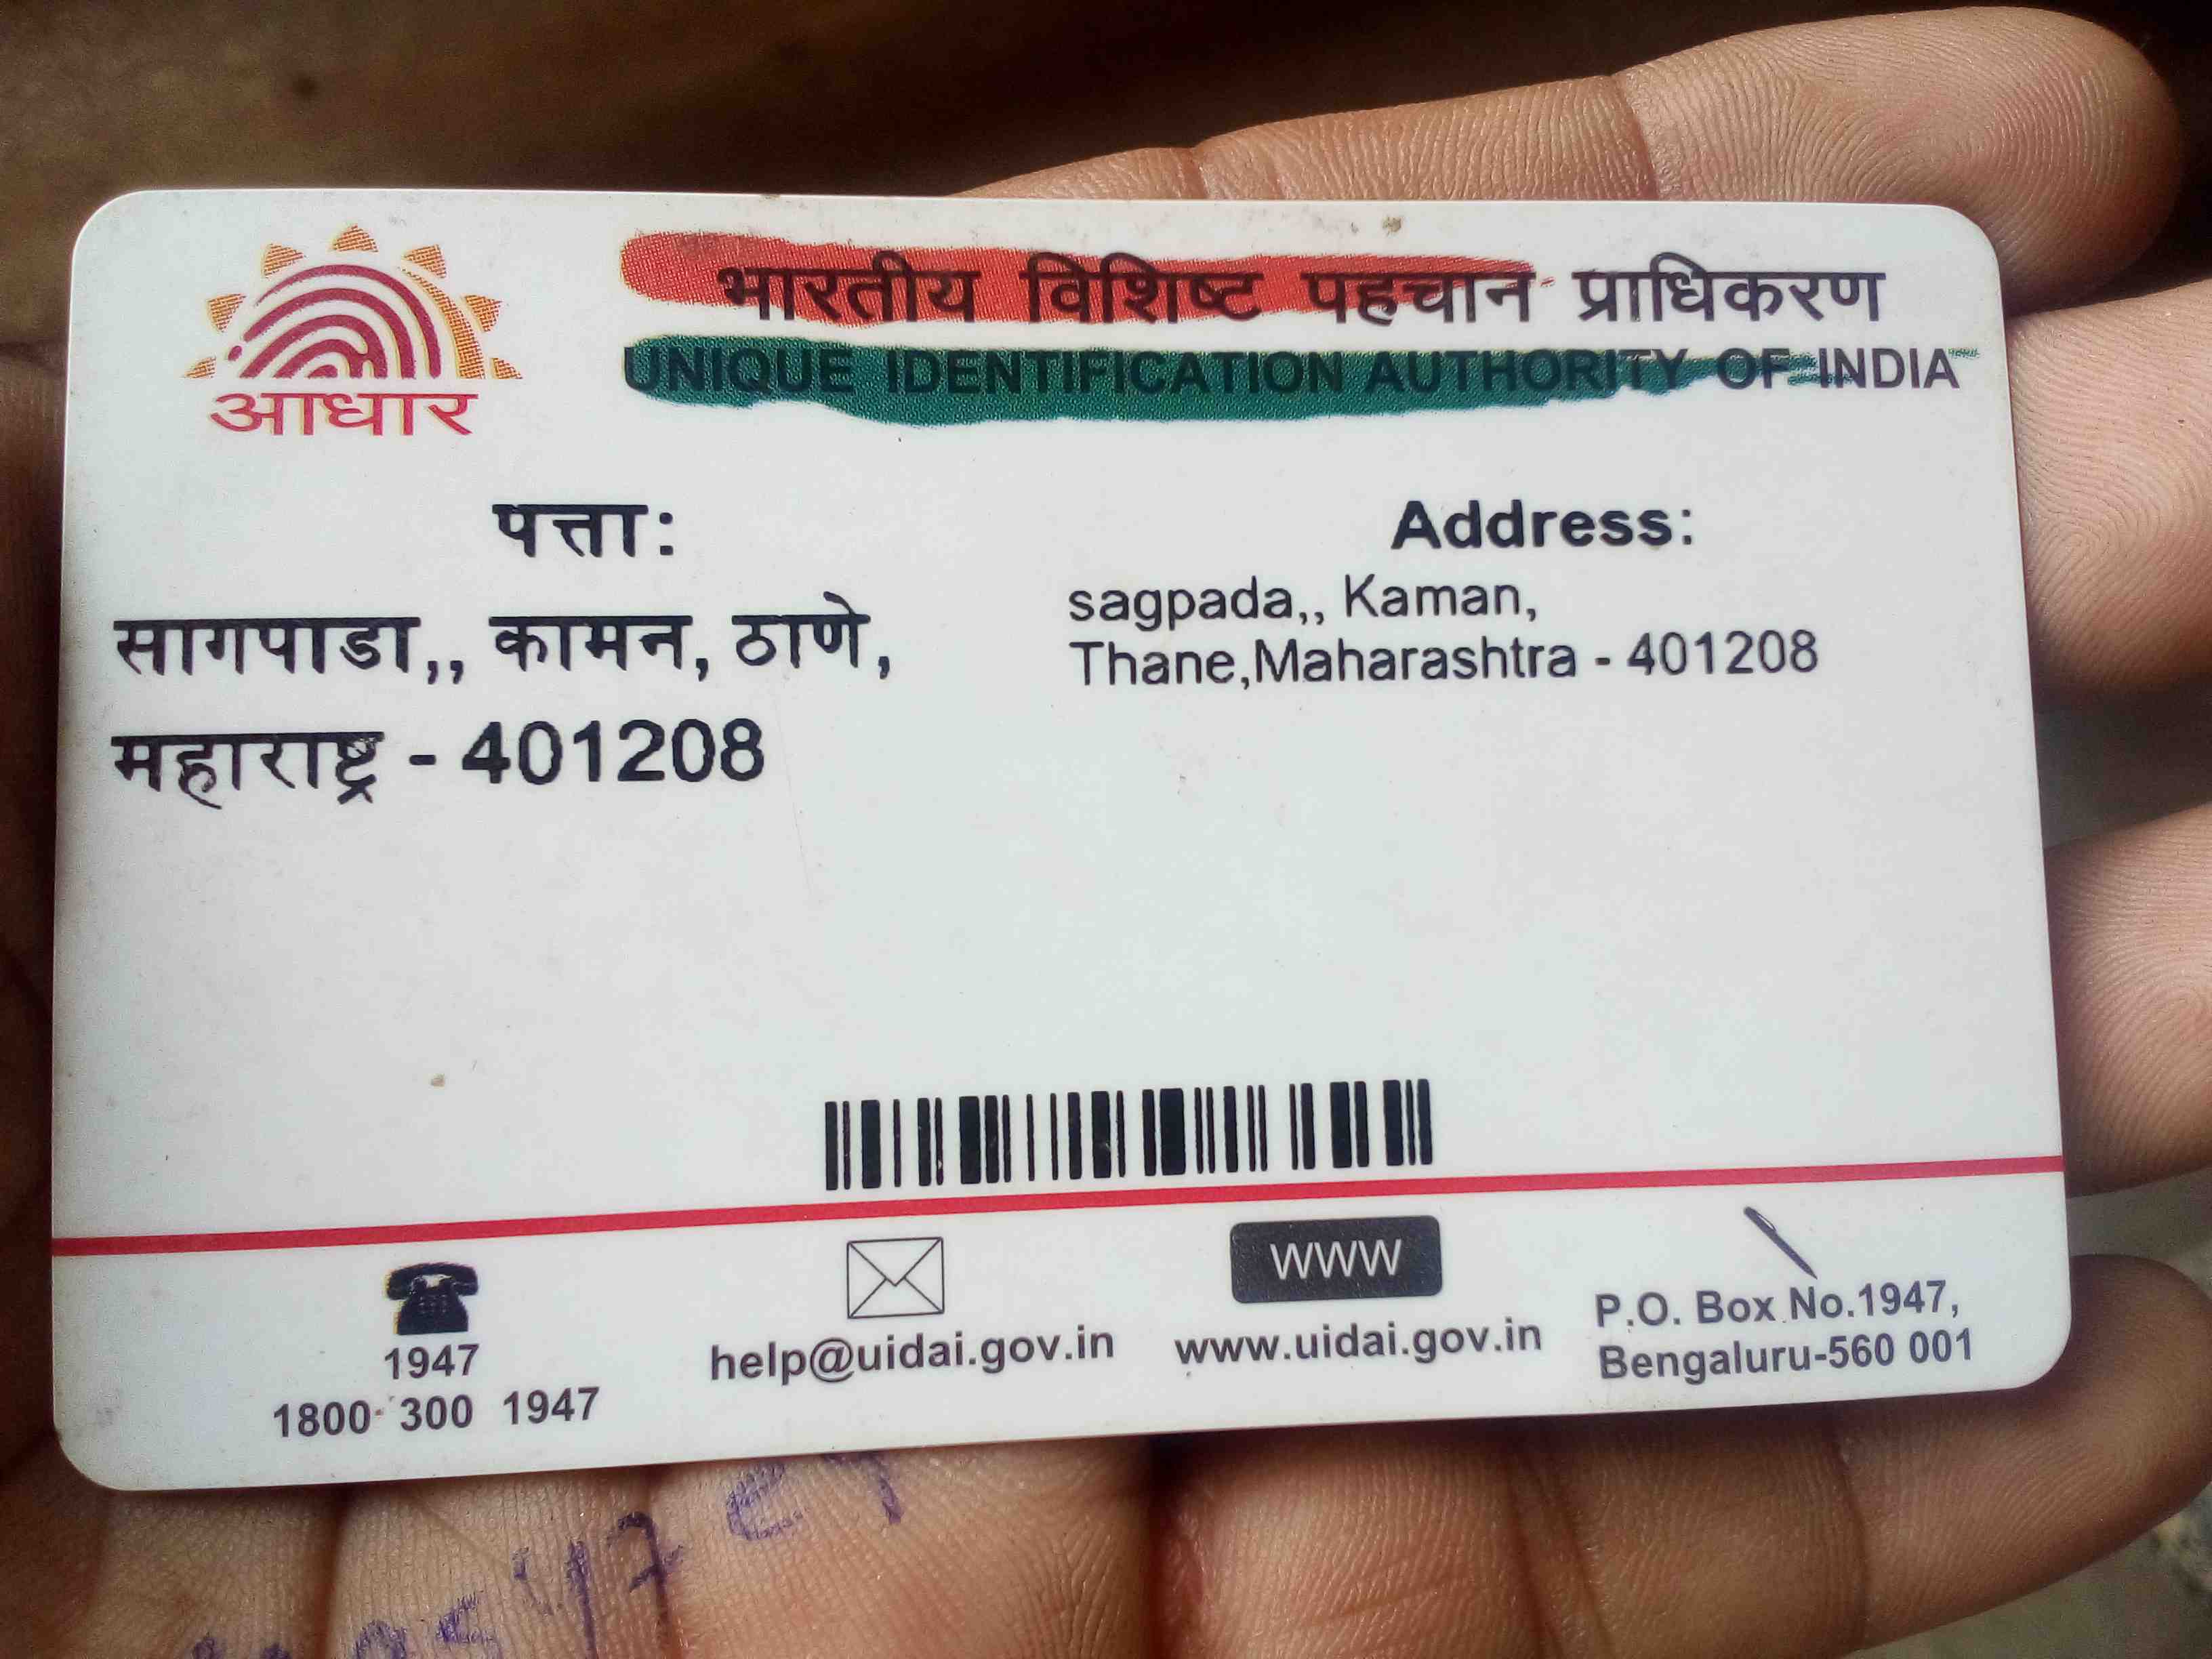 आधार
भारतीय विशिष्ट पहचान प्राधिकरण
UNIQUE IDENTIFICATION AUTHORITY OF INDIA
पत्ता:
सागपाडा,, कामन, ठाणे,
महाराष्ट्र - 401208
Address:
sagpada,, Kaman,
Thane,Maharashtra - 401208
1947
1800 300 1947
help@uidai.gov.in
www
www.uidai.gov.in
P.O. Box No.1947,
Bengaluru-560 001